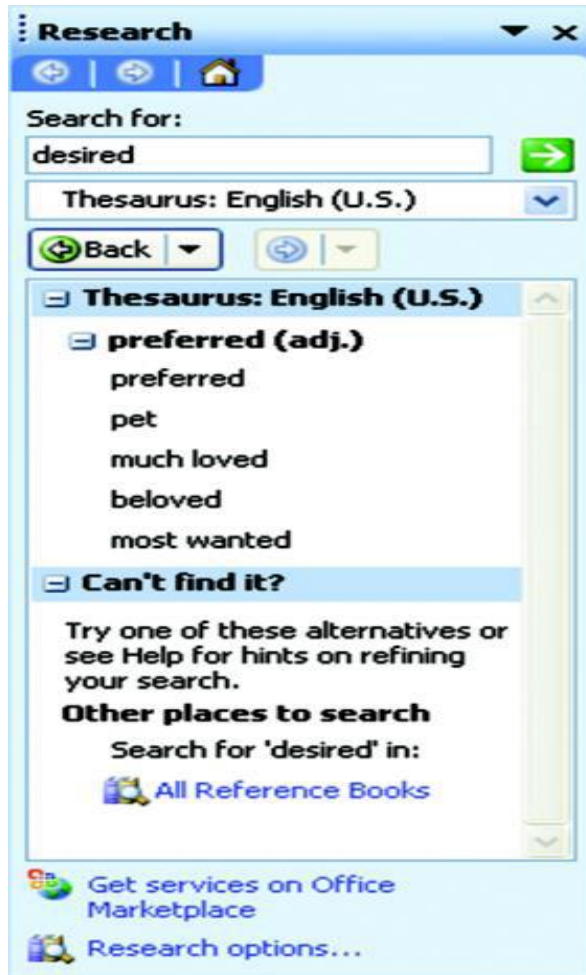 Research
Search for:
desired
Thesaurus: English (U.S.)
Back
Thesaurus: English (U.S.)
preferred (adj.)
preferred
pet
much loved
beloved
most wanted
Can't find it?
Try one of these alternatives or
see Help for hints on refining
your search.
Other places to search
Search for 'desired' in:
All Reference Books
Get services on Office
Marketplace
Research options...